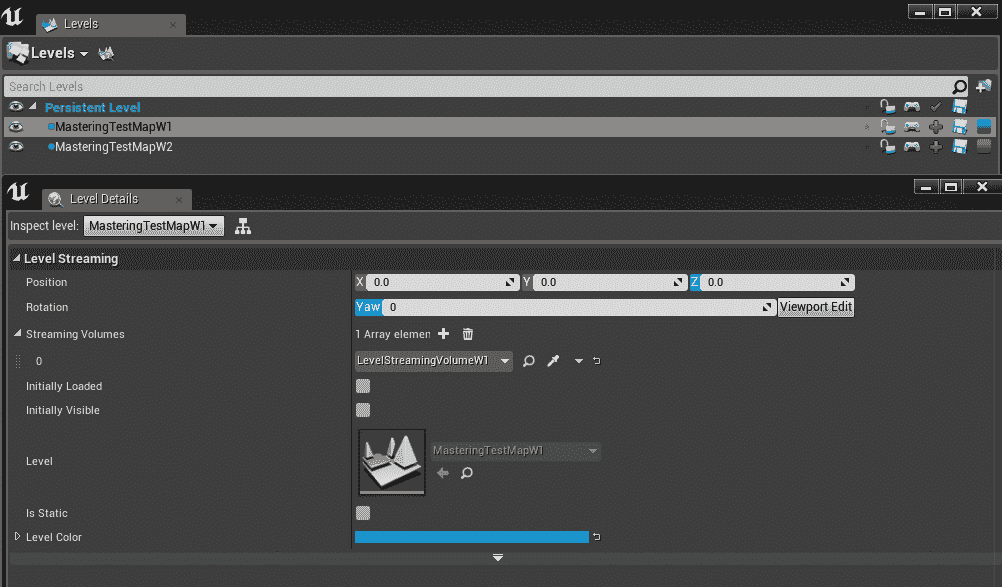 Levels
Levels
Search Levels
Persistent Level
MasteringTestMapW1
MasteringTestMapW2
Level Details
Inspect level: MasteringTestMapW1
Level Streaming
Position X 0.0 Y 0.0 Z 0.0
Rotation Yaw 0 Viewport Edit
Streaming Volumes 1 Array elemen
0 LevelStreamingVolumeW1
Initially Loaded
Initially Visible
Level MasteringTestMapW1
Is Static
Level Color